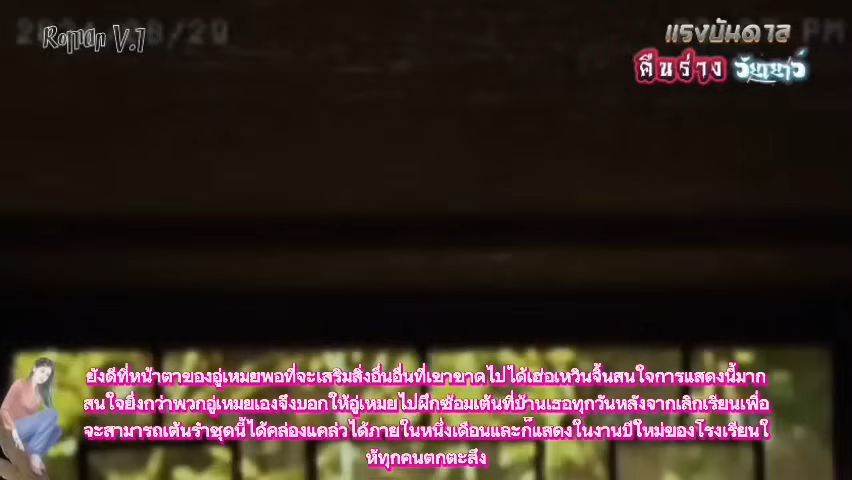 Roman V.1
/29
PM
แรงบันดาล
คืนร่าง
ยังดีที่หน้าตาของอู่เหมยพอที่จะเสริมสิ่งอื่นอื่นที่เขาขาดไปได้เฮ่อเหวินจิ้นสนใจการแสดงนี้มาก
สนใจยิ่งกว่าพวกอู่เหมยเองจึงบอกให้อู่เหมยไปฝึกซ้อมเต้นที่บ้านเธอทุกวันหลังจากเลิกเรียนเพื่อ
จะสามารถเต้นรำชุดนี้ได้คล่องแคล่วได้ภายในหนึ่งเดือนและก็แสดงในงานปีใหม่ของโรงเรียนใ
ห้ทุกคนตกตะลึง